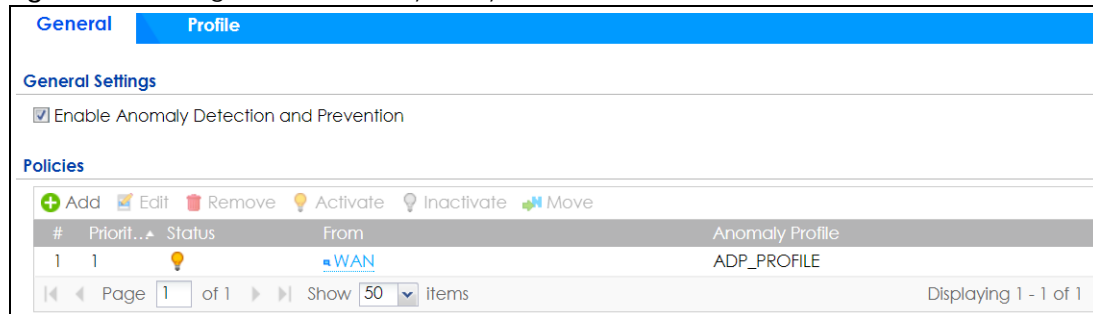 General Profile
General Settings
Enable Anomaly Detection and Prevention
Policies
Add Edit Remove Activate Inactivate Move
# Priorit... Status From Anomaly Profile
1 1 WAN ADP_PROFILE
Page 1 of 1 Show 50 items Displaying 1 - 1 of 1